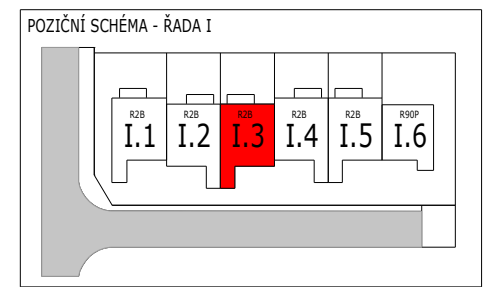 POZIČNÍ SCHÉMA - ŘADA I
R2B R2B R2B R2B R2B R90P
I.1 I.2 I.3 I.4 I.5 I.6